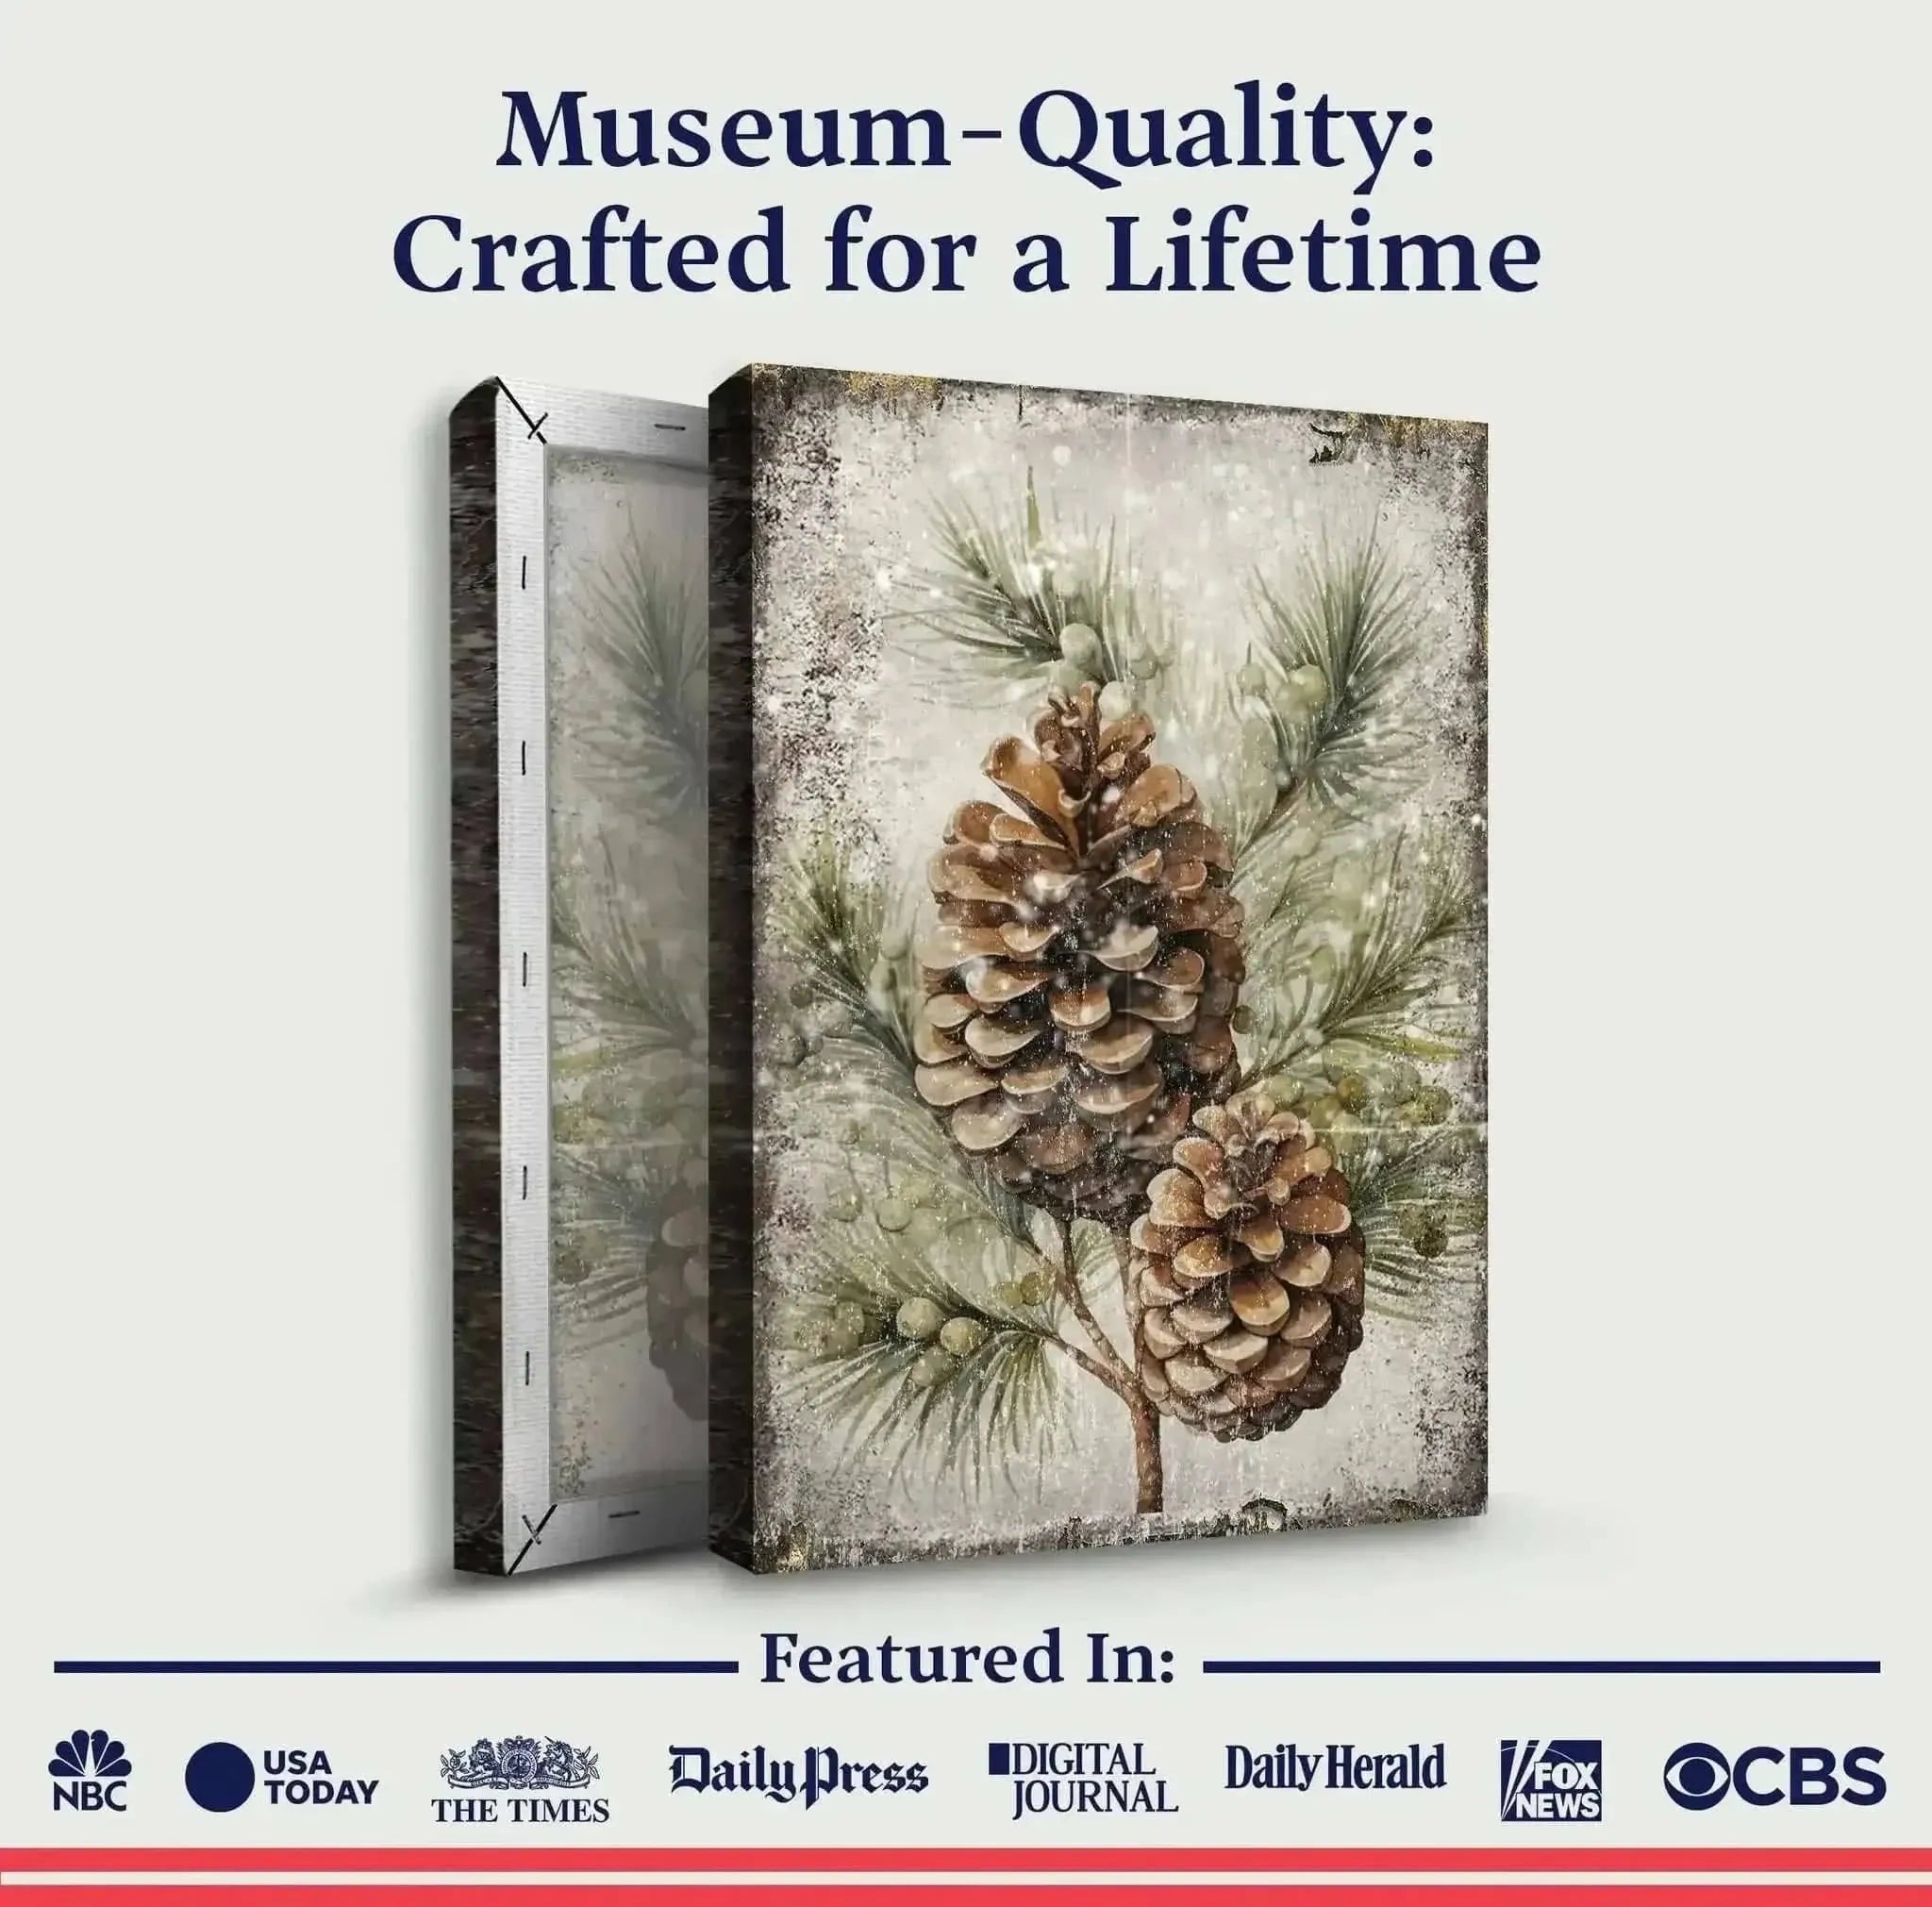 Museum-Quality:
Crafted for a Lifetime
Featured In:
NBC
USA
TODAY
THE TIMES
Daily Press
DIGITAL
JOURNAL
Daily Herald
FOX
NEWS
CBS